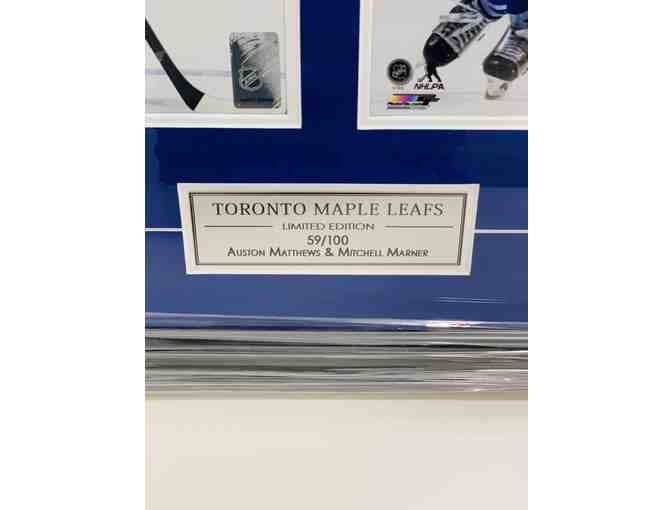 NHLPA
TORONTO MAPLE LEAFS
LIMITED EDITION
59/100
AUSTON MATTHEWS & MITCHELL MARNER